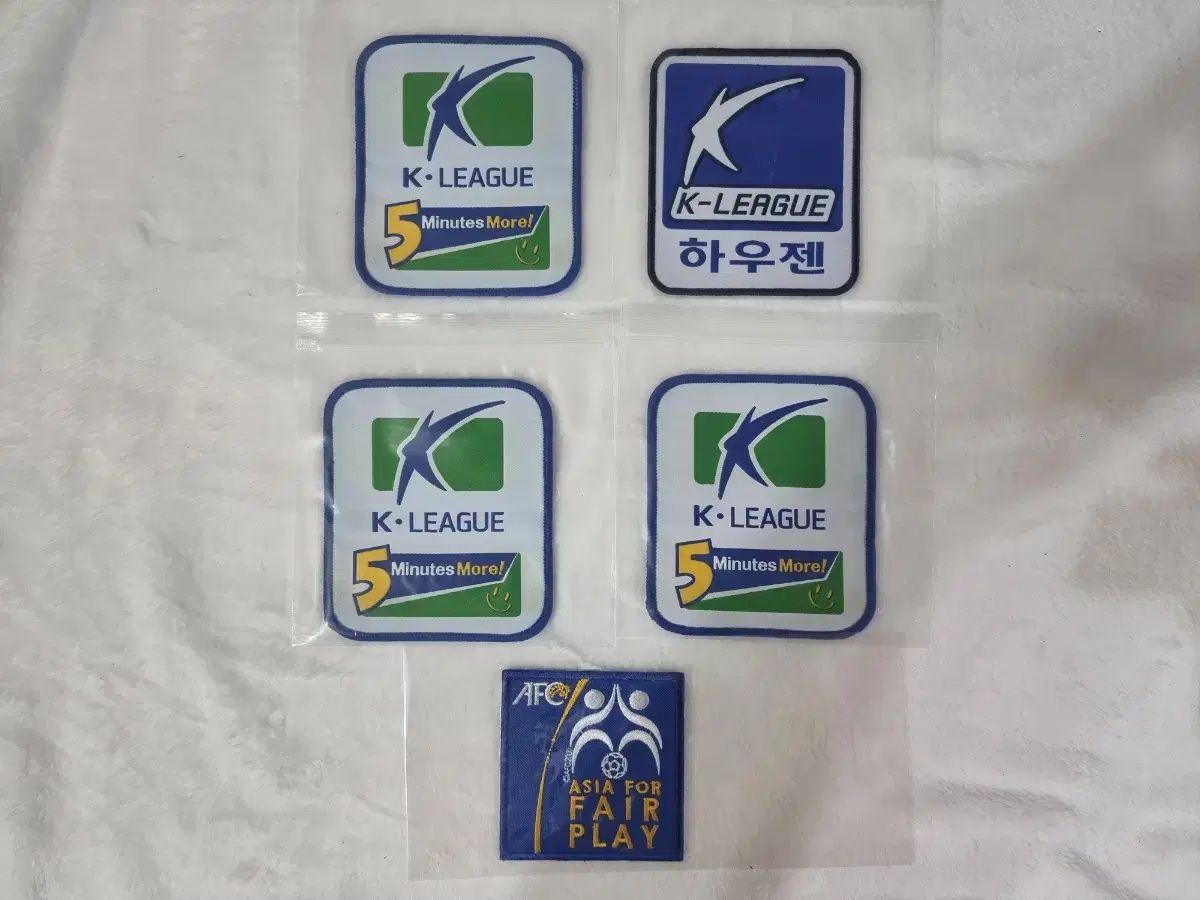 K·LEAGUE
5 Minutes More!
K-LEAGUE
하우젠
K·LEAGUE
5 Minutes More!
K·LEAGUE
5 Minutes More!
AFC
ASIA FOR
FAIR
PLAY